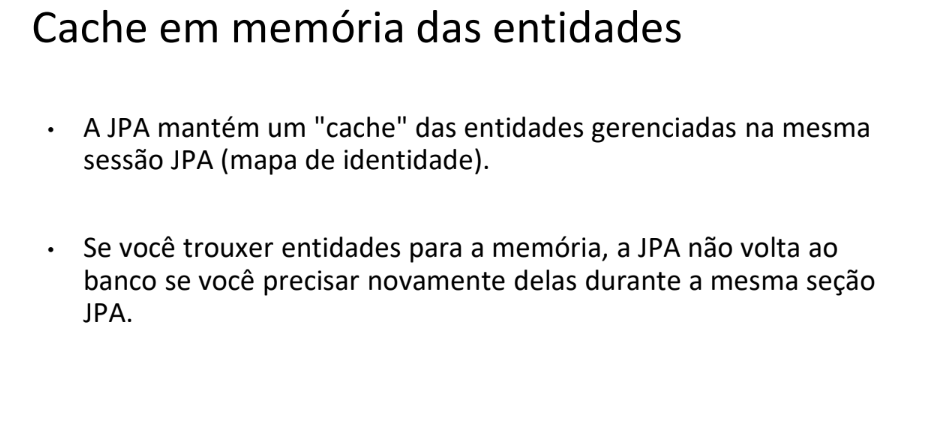 Cache em memória das entidades
• A JPA mantém um "cache" das entidades gerenciadas na mesma
sessão JPA (mapa de identidade).
• Se você trouxer entidades para a memória, a JPA não volta ao
banco se você precisar novamente delas durante a mesma seção
JPA.